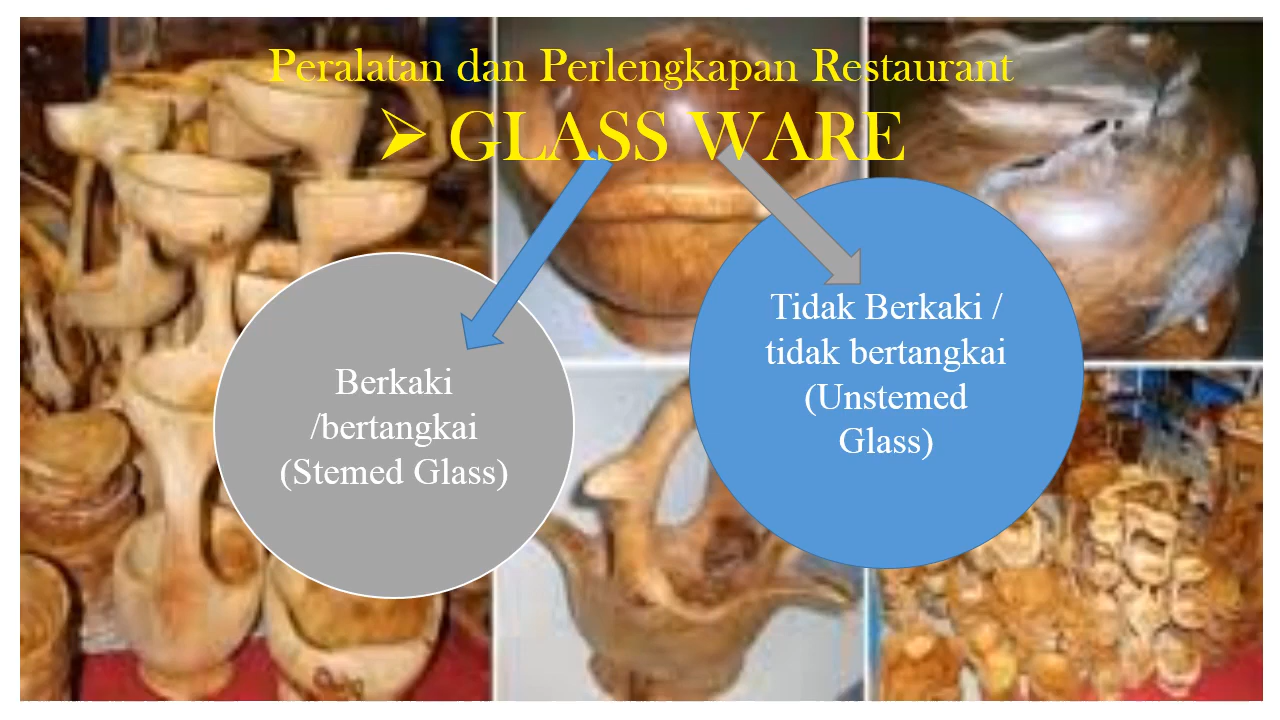 Peralatan dan Perlengkapan Restaurant
➢ GLASS WARE
Berkaki
/bertangkai
(Stemed Glass)
Tidak Berkaki /
tidak bertangkai
(Unstemed
Glass)